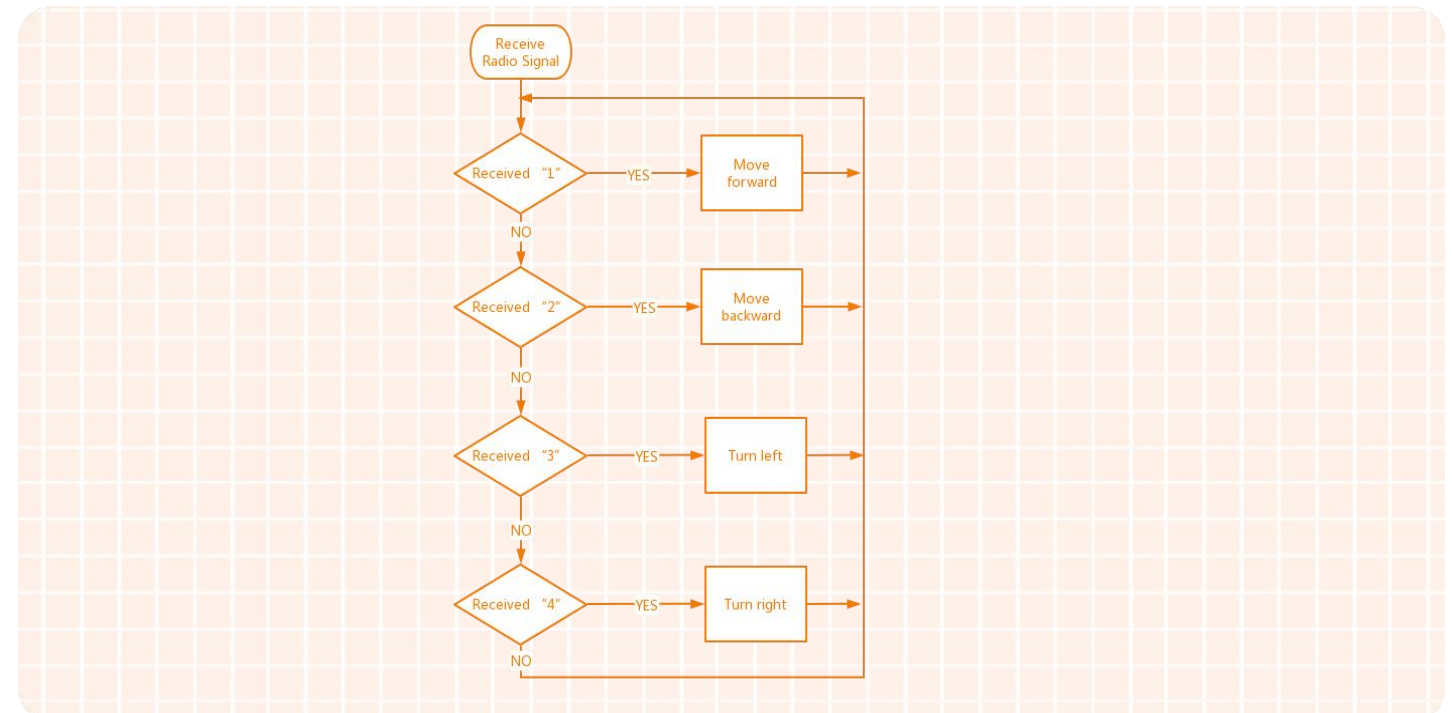 Receive
Radio Signal
Received “1”
YES
Move
forward
NO
Received “2”
YES
Move
backward
NO
Received “3”
YES
Turn left
NO
Received “4”
YES
Turn right
NO